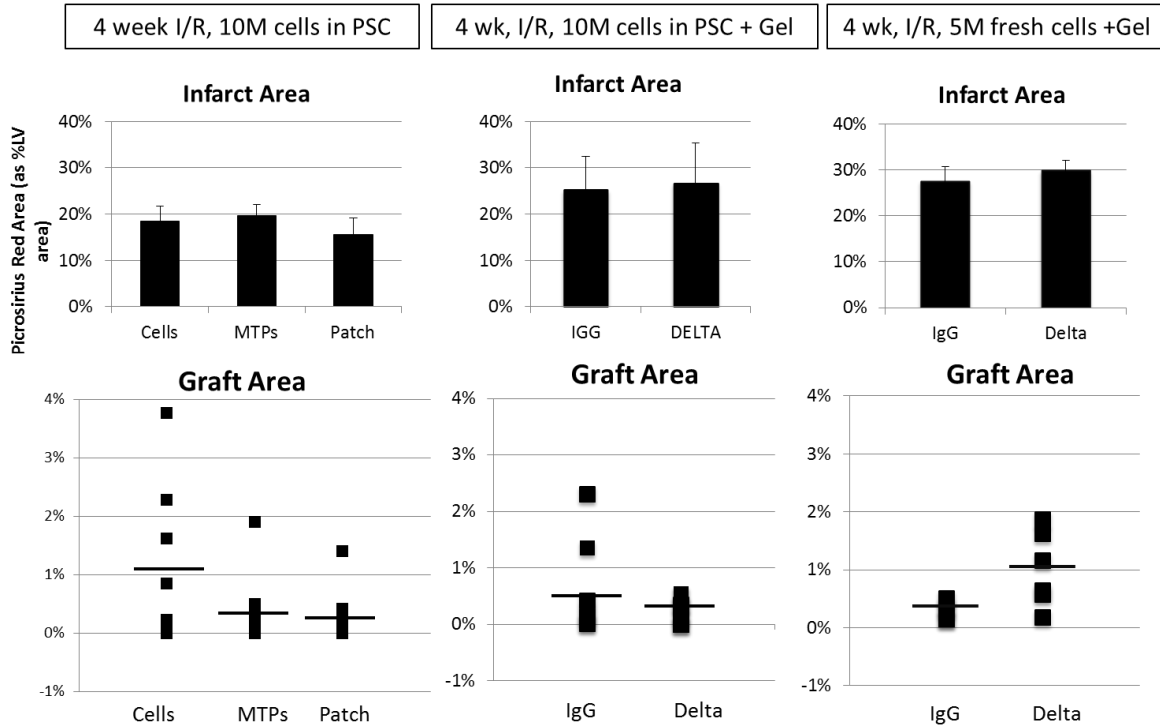 4 week I/R, 10M cells in PSC
4 wk, I/R, 10M cells in PSC + Gel
4 wk, I/R, 5M fresh cells +Gel
Picrosirius Red Area (as %LV
area)
Infarct Area
40%
30%
20%
10%
0%
Cells MTPs Patch
Infarct Area
40%
30%
20%
10%
0%
IGG DELTA
Infarct Area
40%
30%
20%
10%
0%
IgG Delta
Graft Area
4%
3%
2%
1%
1%
0%
-1%
Cells MTPs Patch
Graft Area
4%
3%
2%
1%
0%
-1%
IgG Delta
Graft Area
4%
3%
2%
1%
0%
-1%
IgG Delta